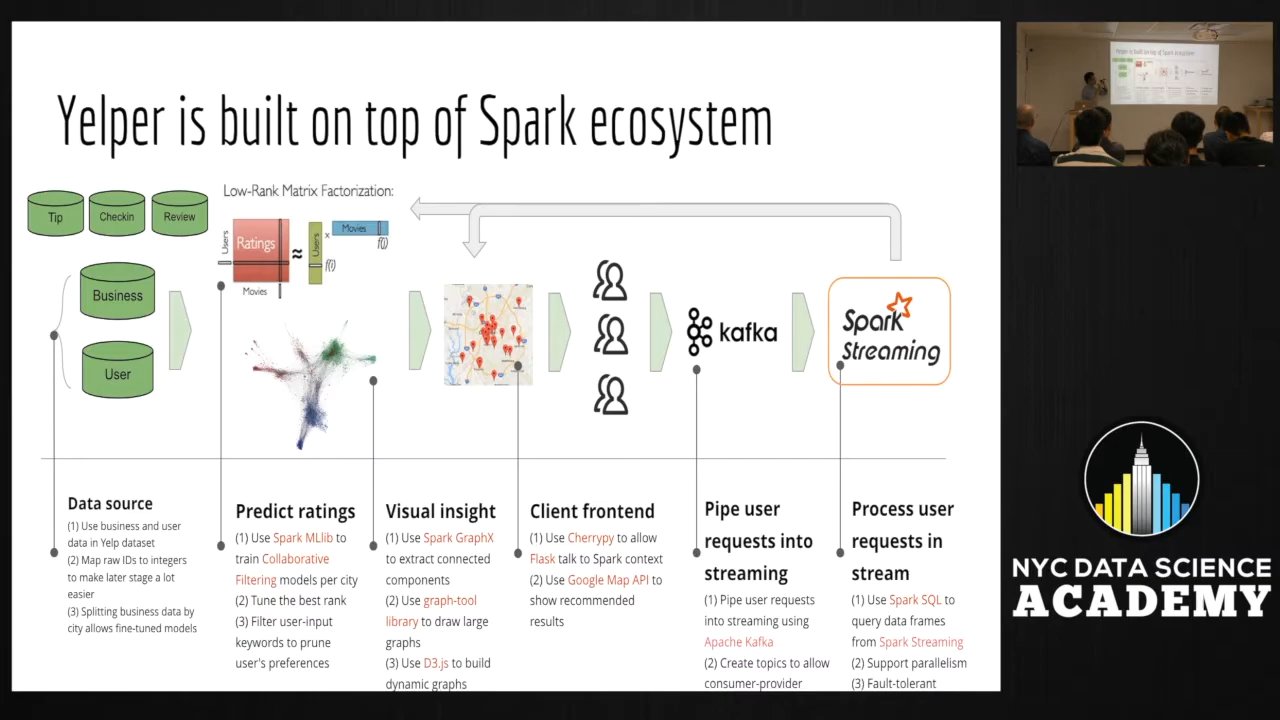 Yelper is built on top of Spark ecosystem
Yelper is built on top of Spark ecosystem
Tip
Checkin
Review
Low-Rank Matrix Factorization:
Users
Ratings
≈
Users
x
Movies
f(j)
f(i)
Movies
Business
User
kafka
Spark
Streaming
Data source
(1) Use business and user
data in Yelp dataset
(2) Map raw IDs to integers
to make later stage a lot
easier
(3) Splitting business data by
city allows fine-tuned models
Predict ratings
(1) Use Spark MLlib to
train Collaborative
Filtering models per city
(2) Tune the best rank
(3) Filter user-input
keywords to prune
user's preferences
Visual insight
(1) Use Spark GraphX
to extract connected
components
(2) Use graph-tool
library to draw large
graphs
(3) Use D3.js to build
dynamic graphs
Client frontend
(1) Use Cherrypy to allow
Flask talk to Spark context
(2) Use Google Map API to
show recommended
results
Pipe user
requests into
streaming
(1) Pipe user requests
into streaming using
Apache Kafka
(2) Create topics to allow
consumer-provider
Process user
requests in
stream
(1) Use Spark SQL to
query data frames
from Spark Streaming
(2) Support parallelism
(3) Fault-tolerant
NYC DATA SCIENCE
ACADEMY